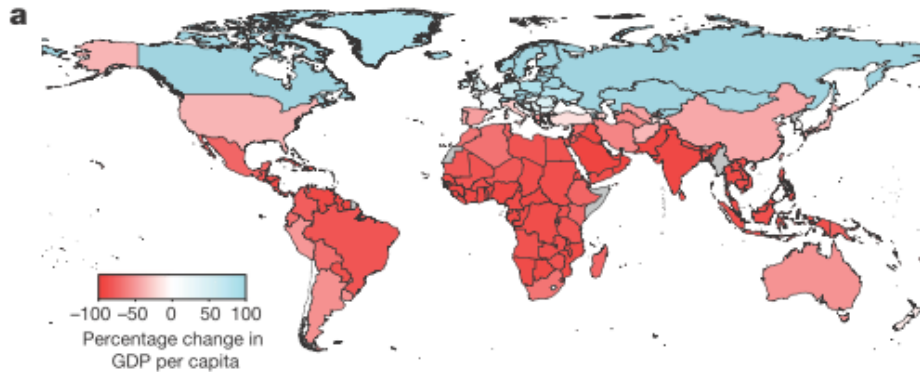 a
−100 −50 0 50 100
Percentage change in
GDP per capita